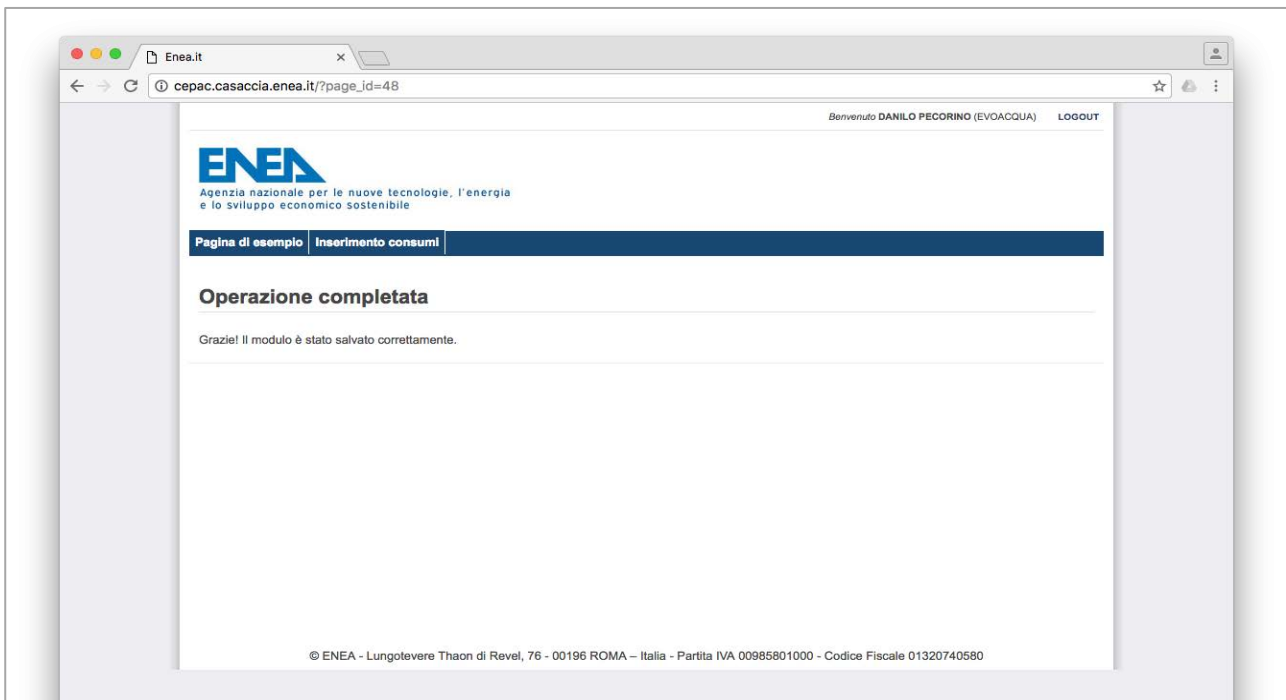 Enea.it
cepac.casaccia.enea.it/?page_id=48
Benvenuto DANILO PECORINO (EVOACQUA) LOGOUT
ENEA
Agenzia nazionale per le nuove tecnologie, l'energia
e lo sviluppo economico sostenibile
Pagina di esempio Inserimento consumi
Operazione completata
Grazie! Il modulo è stato salvato correttamente.
© ENEA - Lungotevere Thaon di Revel, 76 - 00196 ROMA – Italia - Partita IVA 00985801000 - Codice Fiscale 01320740580